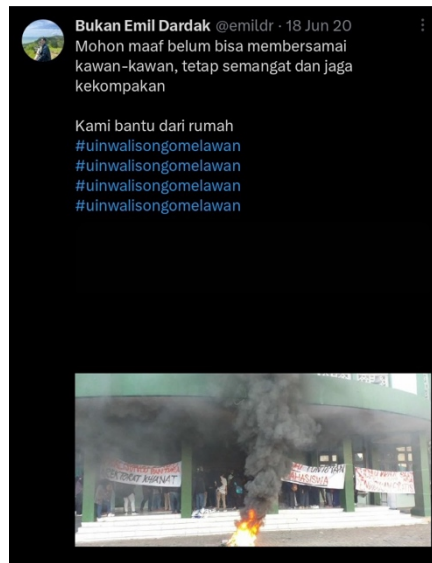 Bukan Emil Dardak @emildr · 18 Jun 20
Mohon maaf belum bisa membersamai
kawan-kawan, tetap semangat dan jaga
kekompakan
Kami bantu dari rumah
#uinwalisongomelawan
#uinwalisongomelawan
#uinwalisongomelawan
#uinwalisongomelawan